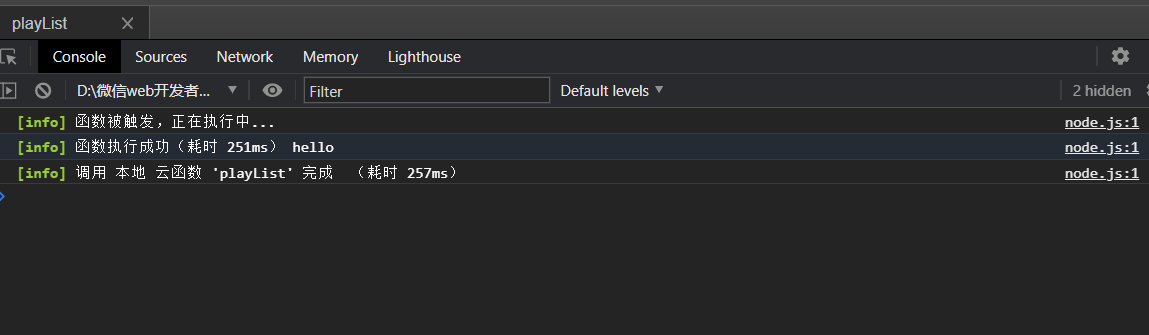 playList
Console Sources Network Memory Lighthouse
D:\微信web开发者... Filter Default levels 2 hidden
[info] 函数被触发，正在执行中... node.js:1
[info] 函数执行成功（耗时 251ms） hello node.js:1
[info] 调用 本地 云函数 'playList' 完成 （耗时 257ms） node.js:1